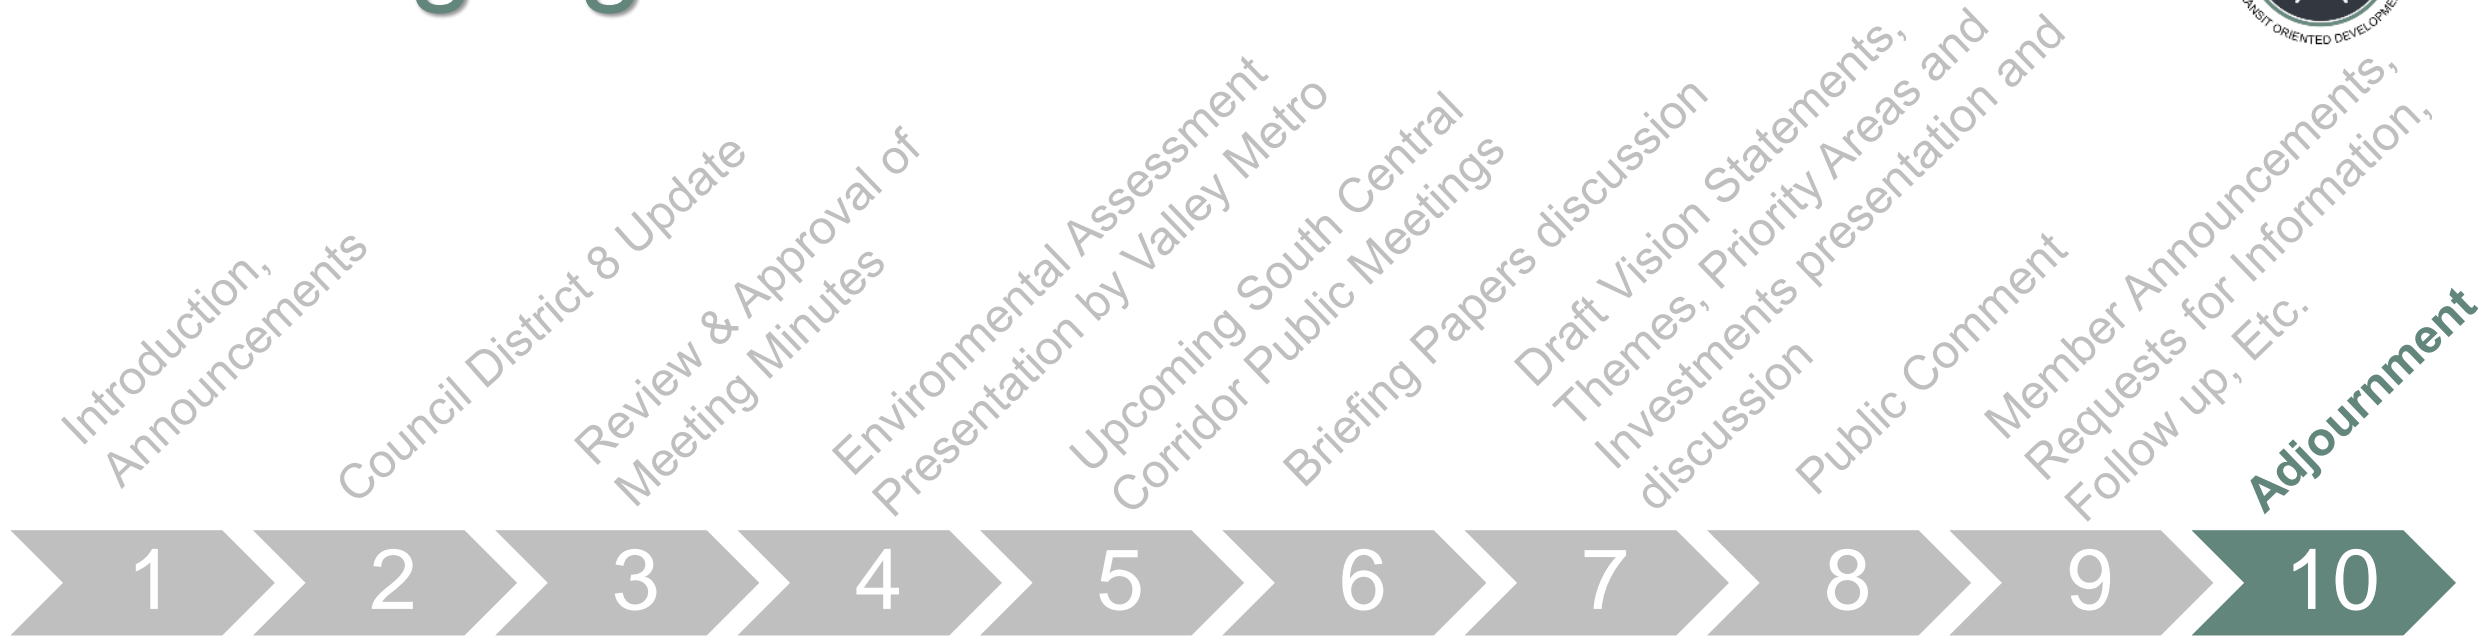 TRANSIT ORIENTED DEVELOPMENT
Introduction,
Announcements
Council District 8 Update
Review & Approval of
Meeting Minutes
Environmental Assessment
Presentation by Valley Metro
Upcoming South Central
Corridor Public Meetings
Briefing Papers discussion
Draft Vision Statements,
Themes, Priority Areas and
Investments presentation and
discussion
Public Comment
Member Announcements,
Requests for Information,
Follow up, Etc.
Adjournment
1
2
3
4
5
6
7
8
9
10